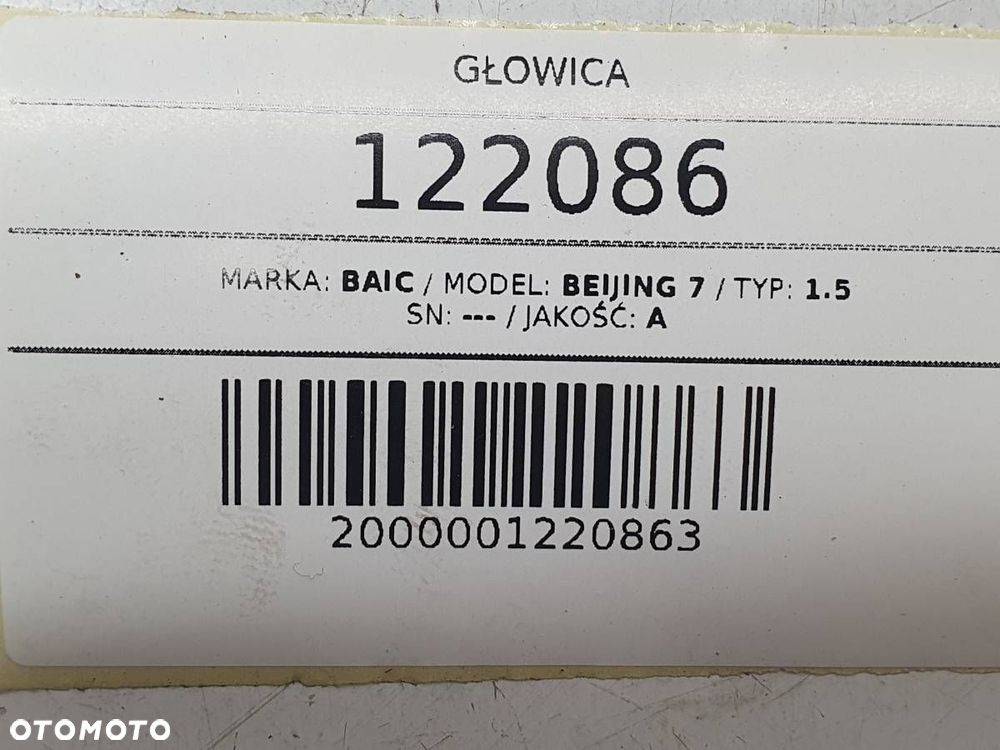 GŁOWICA
122086
MARKA: BAIC / MODEL: BEIJING 7 / TYP: 1.5
SN: --- / JAKOŚĆ: A
2000001220863
OTOMOTO